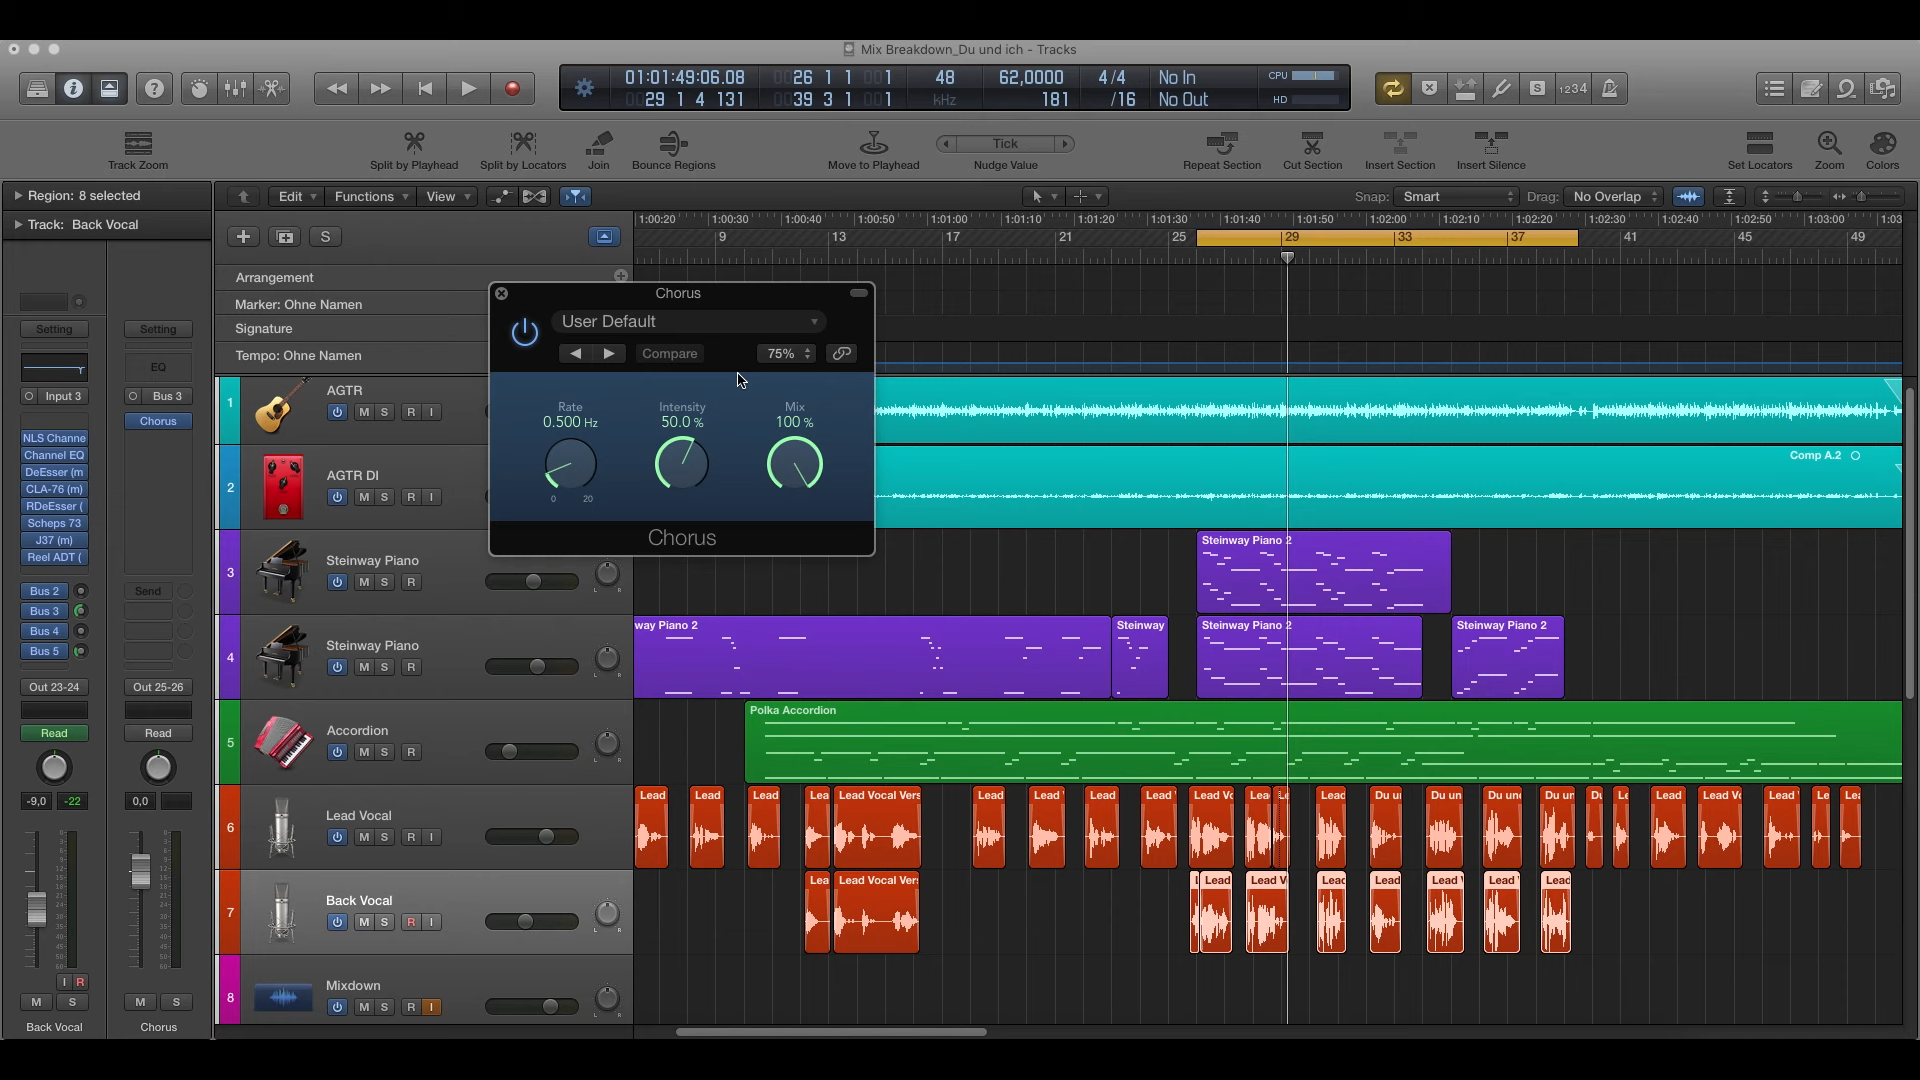 Mix Breakdown_Du und ich - Tracks
01:01:49:06.08 0026 1 1 001 48 62,0000 4/4 No In CPU
0029 1 4 131 0039 3 1 001 kHz 181 /16 No Out HD
1234
Track Zoom Split by Playhead Split by Locators Join Bounce Regions Move to Playhead Tick Nudge Value Repeat Section Cut Section Insert Section Insert Silence Set Locators Zoom Colors
Region: 8 selected
Edit Functions View Snap: Smart Drag: No Overlap
Track: Back Vocal
1:00:20 1:00:30 1:00:40 1:00:50 1:01:00 1:01:10 1:01:20 1:01:30 1:01:40 1:01:50 1:02:00 1:02:10 1:02:20 1:02:30 1:02:40 1:02:50 1:03:00 1:03
S
9 13 17 21 25 29 33 37 41 45 49
Arrangement
Marker: Ohne Namen
Signature
Tempo: Ohne Namen
Chorus
User Default
Compare 75%
Rate Intensity Mix
0.500 Hz 50.0 % 100 %
0 20
Chorus
Setting Setting
EQ
Input 3 Bus 3
Chorus
NLS Channe
Channel EQ
DeEsser (m
CLA-76 (m)
RDeEsser (
Scheps 73
J37 (m)
Reel ADT (
Bus 2 Send
Bus 3
Bus 4
Bus 5
Out 23-24 Out 25-26
Read Read
-9,0 -22 0,0
I R
M S M S
Back Vocal Chorus
1 AGTR
M S R I
2 AGTR DI Comp A.2
M S R I
3 Steinway Piano Steinway Piano 2
M S R L R
4 Steinway Piano way Piano 2 Steinway Steinway Piano 2 Steinway Piano 2
M S R L R
5 Accordion Polka Accordion
M S R L R
6 Lead Vocal Lead Lead Lead Lea Lead Vocal Vers Lead Lead Lead Lead Lead Vo Lead Le Lead Du u Du un Du und Du un Du Le Lead Lead Vo Lead Le Lea
M S R I
7 Back Vocal Lea Lead Vocal Vers L Lead Lead V Lead Lead Lead V Lead Lead
M S R I L R
8 Mixdown
M S R I L R